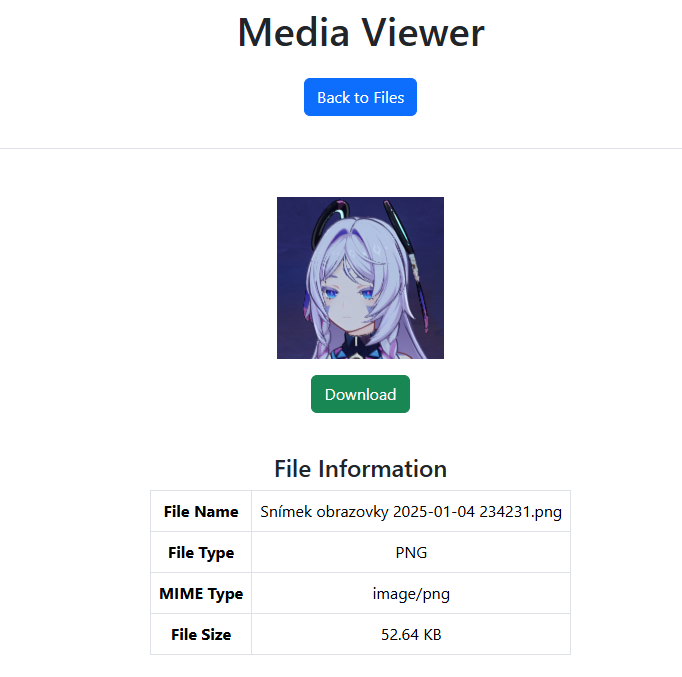 Media Viewer
Back to Files
Download
File Information
File Name Snímek obrazovky 2025-01-04 234231.png
File Type PNG
MIME Type image/png
File Size 52.64 KB